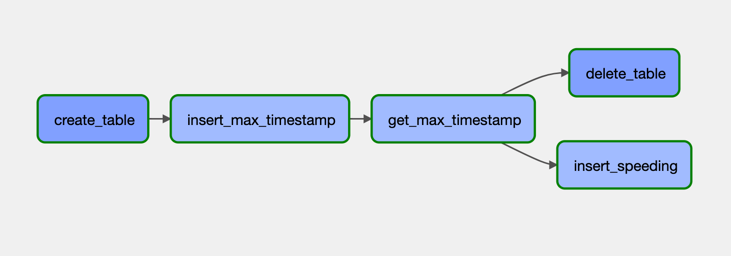 create_table
insert_max_timestamp
get_max_timestamp
delete_table
insert_speeding